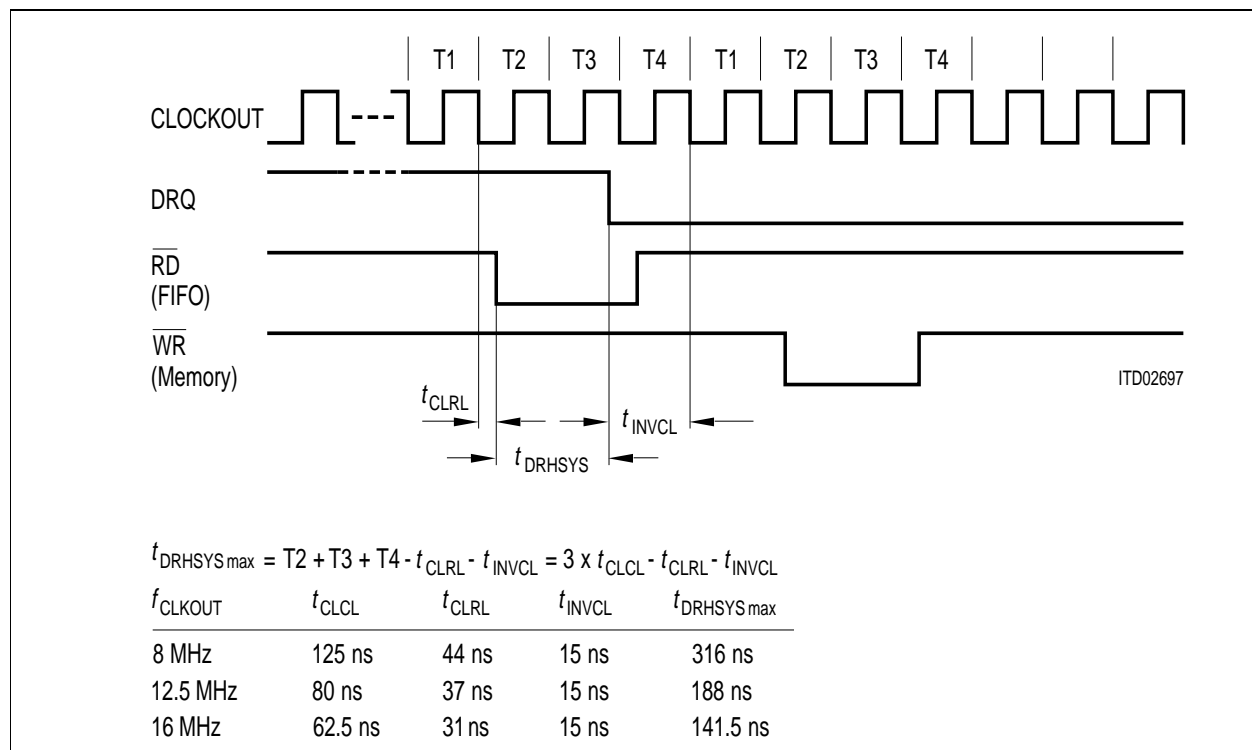 T1 T2 T3 T4 T1 T2 T3 T4
CLOCKOUT
DRQ
RD
(FIFO)
WR
(Memory)
ITD02697
tCLRL
tINVCL
tDRHSYS
tDRHSYS max = T2 + T3 + T4 - tCLRL - tINVCL = 3 x tCLCL - tCLRL - tINVCL
fCLKOUT tCLCL tCLRL tINVCL tDRHSYS max
8 MHz 125 ns 44 ns 15 ns 316 ns
12.5 MHz 80 ns 37 ns 15 ns 188 ns
16 MHz 62.5 ns 31 ns 15 ns 141.5 ns